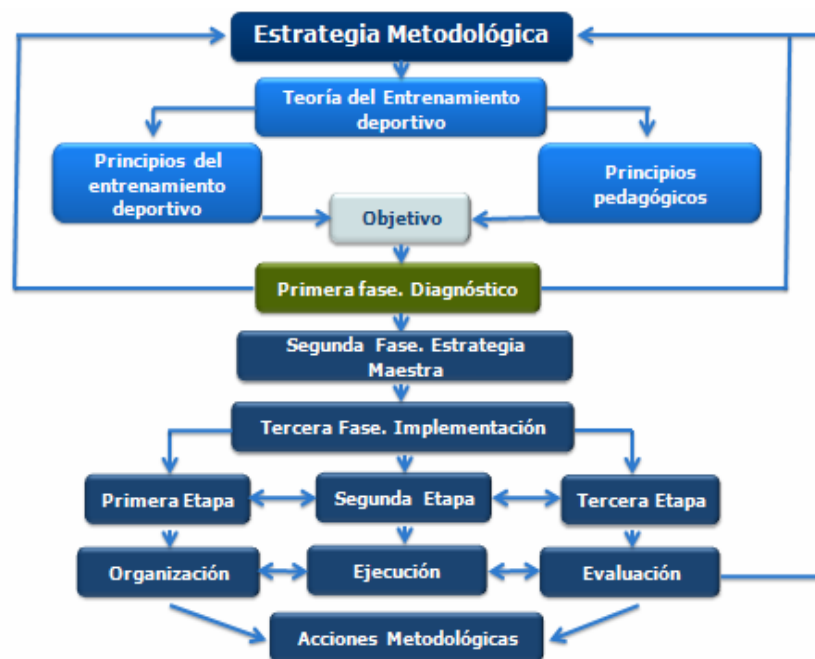 Estrategia Metodológica
Teoría del Entrenamiento
deportivo
Principios del
entrenamiento
deportivo
Principios
pedagógicos
Objetivo
Primera fase. Diagnóstico
Segunda Fase. Estrategia
Maestra
Tercera Fase. Implementación
Primera Etapa
Segunda Etapa
Tercera Etapa
Organización
Ejecución
Evaluación
Acciones Metodológicas